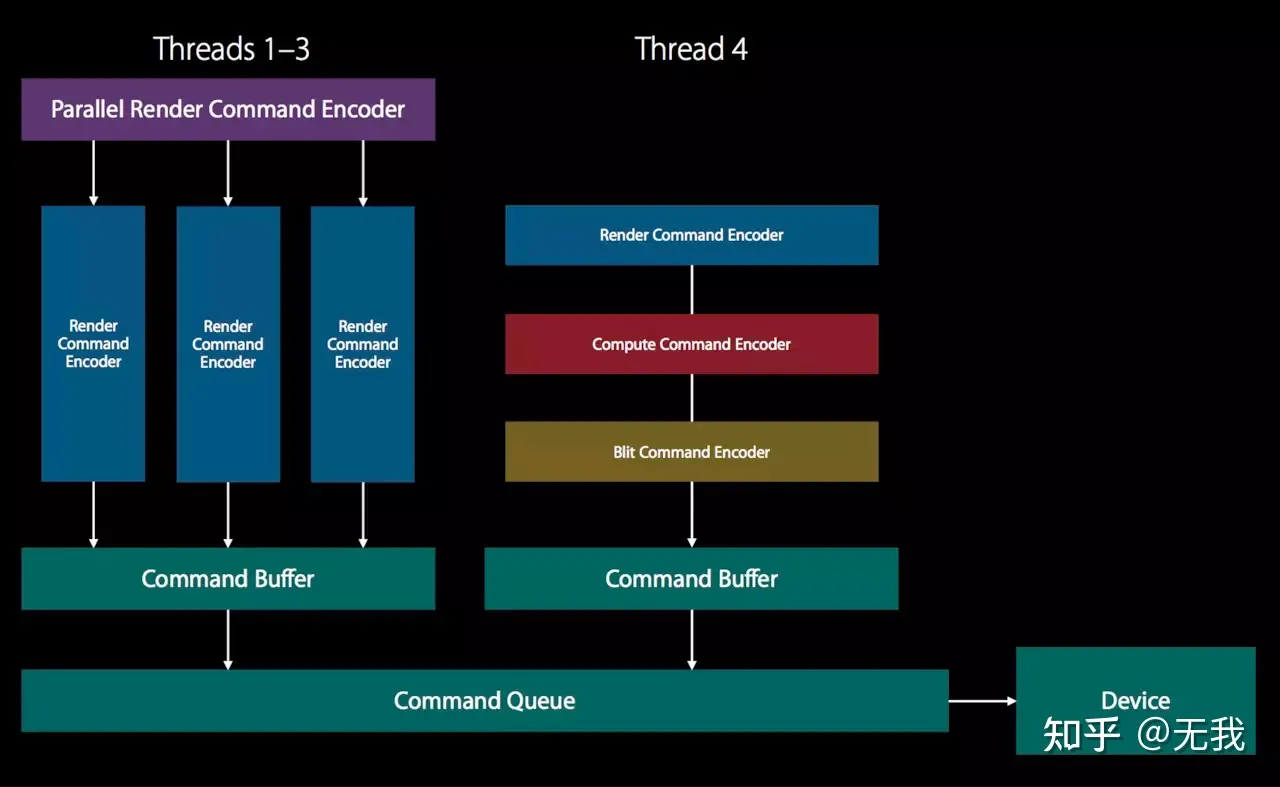 Threads 1–3
Thread 4
Parallel Render Command Encoder
Render
Command
Encoder
Render
Command
Encoder
Render
Command
Encoder
Render Command Encoder
Compute Command Encoder
Blit Command Encoder
Command Buffer
Command Buffer
Command Queue
Device
知乎 @无我